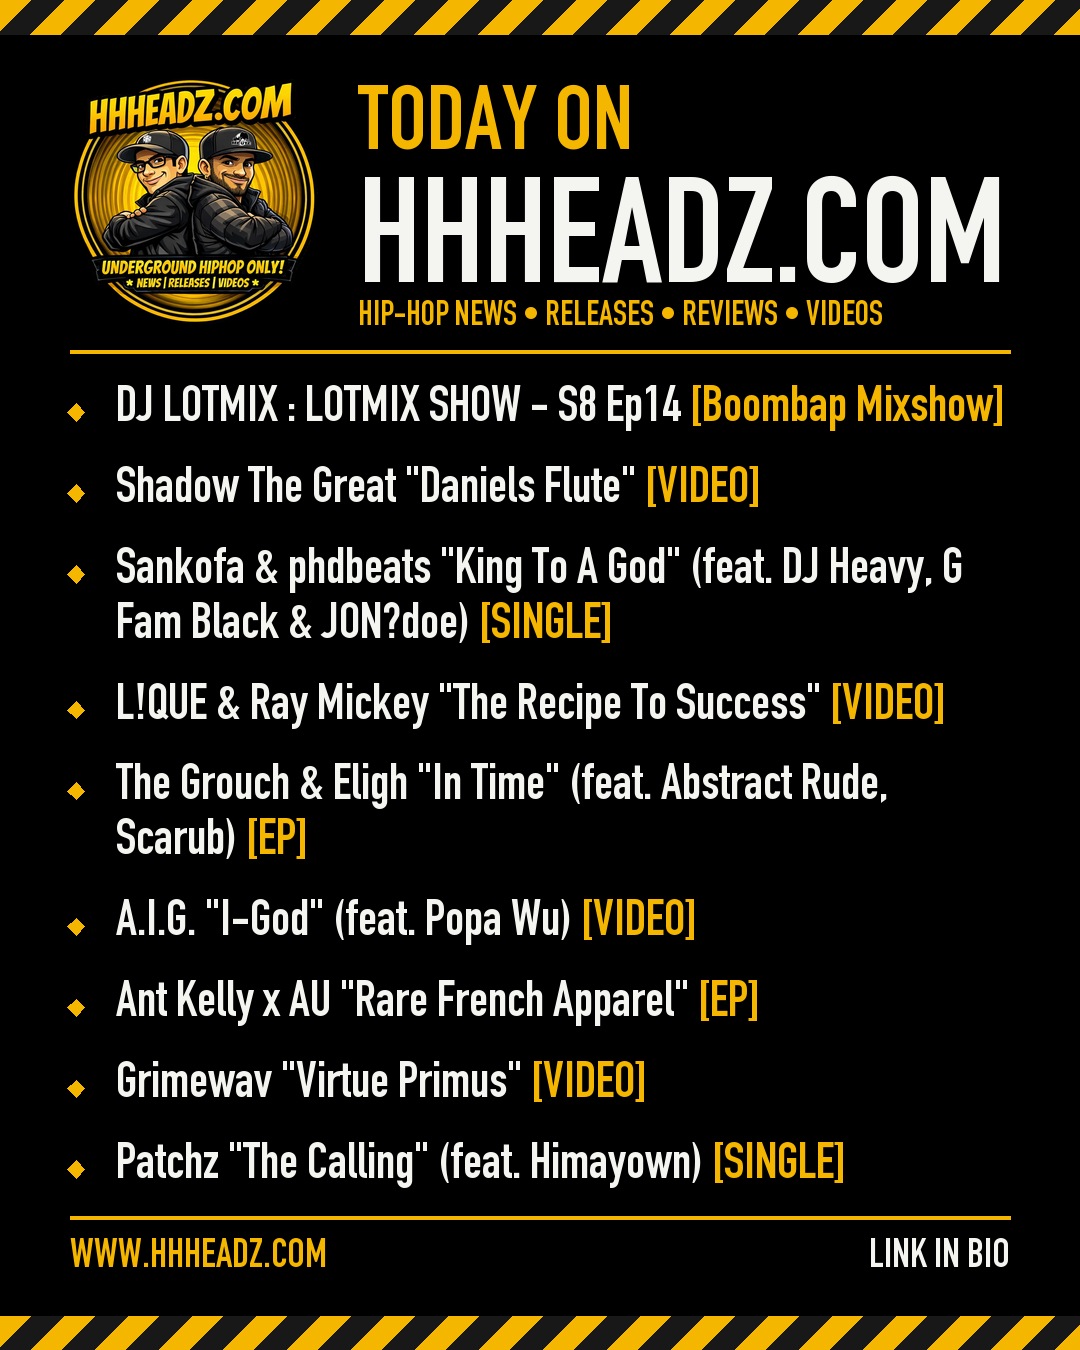 HHHEADZ.COM
UNDERGROUND HIPHOP ONLY!
★ NEWS | RELEASES | VIDEOS ★
TODAY ON
HHHEADZ.COM
HIP-HOP NEWS • RELEASES • REVIEWS • VIDEOS
DJ LOTMIX : LOTMIX SHOW - S8 Ep14 [Boombap Mixshow]
Shadow The Great "Daniels Flute" [VIDEO]
Sankofa & phdbeats "King To A God" (feat. DJ Heavy, G
Fam Black & JON?doe) [SINGLE]
L!QUE & Ray Mickey "The Recipe To Success" [VIDEO]
The Grouch & Eligh "In Time" (feat. Abstract Rude,
Scarub) [EP]
A.I.G. "I-God" (feat. Popa Wu) [VIDEO]
Ant Kelly x AU "Rare French Apparel" [EP]
Grimewav "Virtue Primus" [VIDEO]
Patchz "The Calling" (feat. Himayown) [SINGLE]
WWW.HHHEADZ.COM
LINK IN BIO